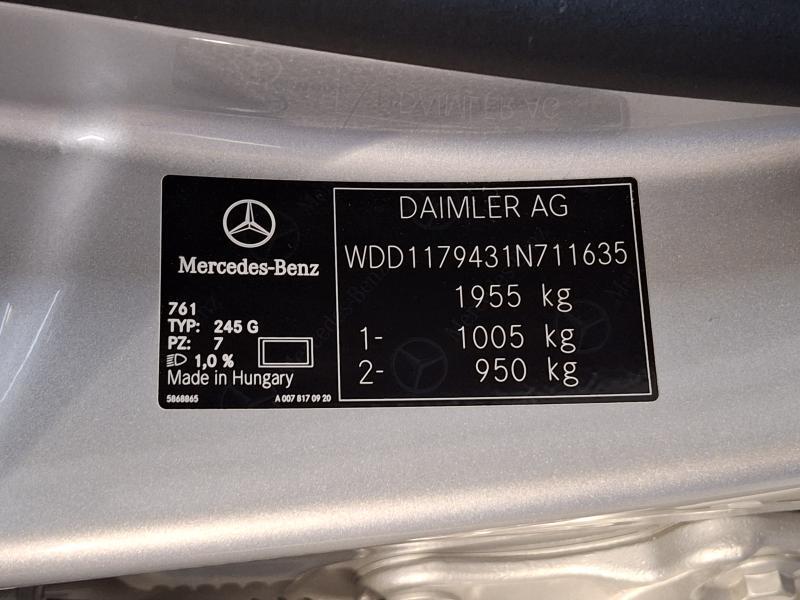 Mercedes-Benz
761
TYP: 245 G
PZ: 7
1,0 %
Made in Hungary
5868865 A 007 817 09 20
DAIMLER AG
WDD1179431N711635
1955 kg
1- 1005 kg
2- 950 kg